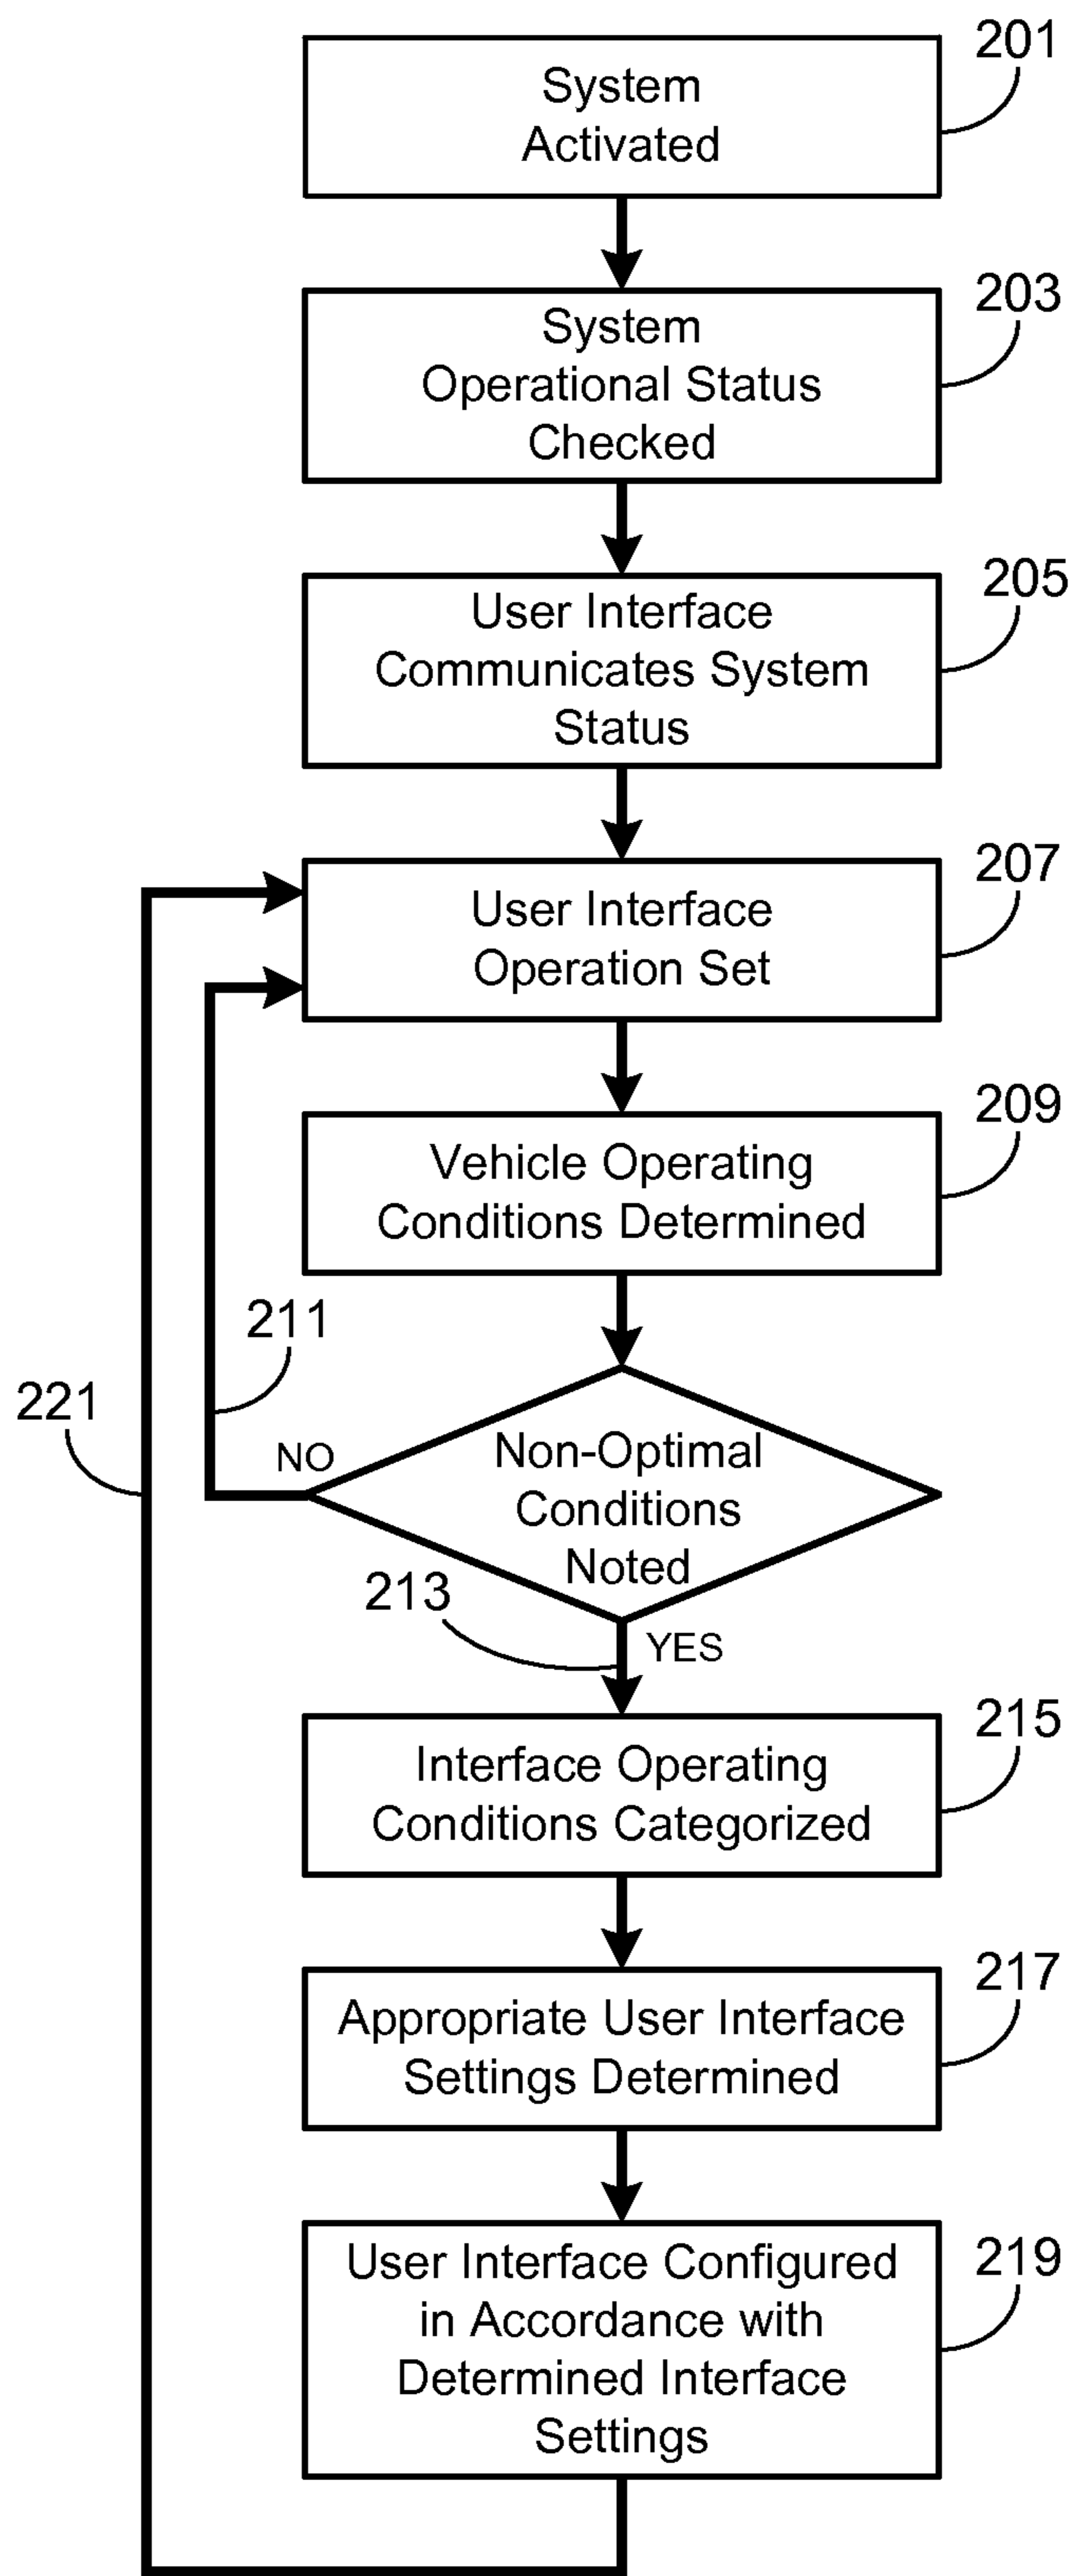 201
System
Activated
203
System
Operational Status
Checked
205
User Interface
Communicates System
Status
207
User Interface
Operation Set
209
Vehicle Operating
Conditions Determined
211
221
NO
Non-Optimal
Conditions
Noted
213
YES
215
Interface Operating
Conditions Categorized
217
Appropriate User Interface
Settings Determined
219
User Interface Configured
in Accordance with
Determined Interface
Settings